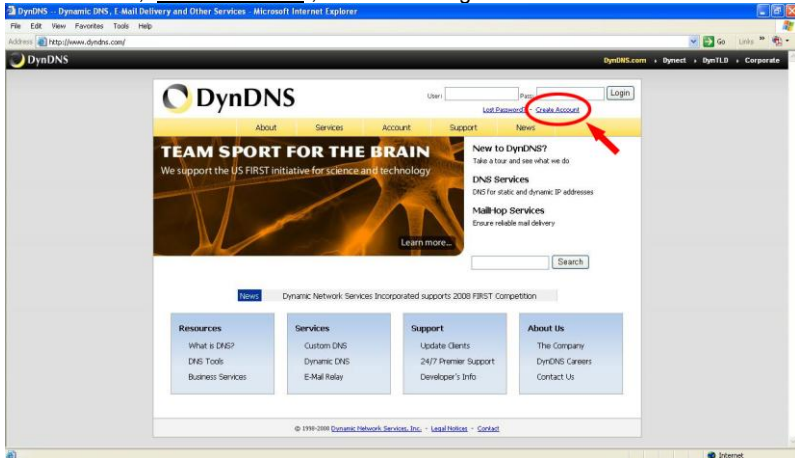 DynDNS -- Dynamic DNS, E-Mail Delivery and Other Services - Microsoft Internet Explorer
File Edit View Favorites Tools Help
Address http://www.dyndns.com/ Go Links »
DynDNS DynDNS.com Dynect DynTLD Corporate
DynDNS User: Pass: Login
Lost Password? - Create Account
About Services Account Support News
TEAM SPORT FOR THE BRAIN
We support the US FIRST initiative for science and technology
Learn more...
New to DynDNS?
Take a tour and see what we do
DNS Services
DNS for static and dynamic IP addresses
MailHop Services
Ensure reliable mail delivery
Search
News Dynamic Network Services Incorporated supports 2008 FIRST Competition
Resources
What is DNS?
DNS Tools
Business Services
Services
Custom DNS
Dynamic DNS
E-Mail Relay
Support
Update Clients
24/7 Premier Support
Developer's Info
About Us
The Company
DynDNS Careers
Contact Us
© 1998-2008 Dynamic Network Services, Inc. - Legal Notices - Contact
Internet